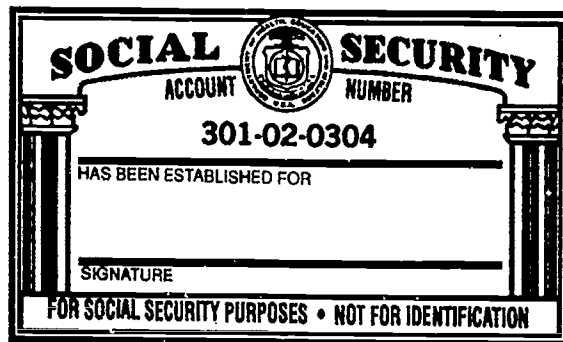 SOCIAL SECURITY
ACCOUNT NUMBER
301-02-0304
HAS BEEN ESTABLISHED FOR
SIGNATURE
FOR SOCIAL SECURITY PURPOSES • NOT FOR IDENTIFICATION